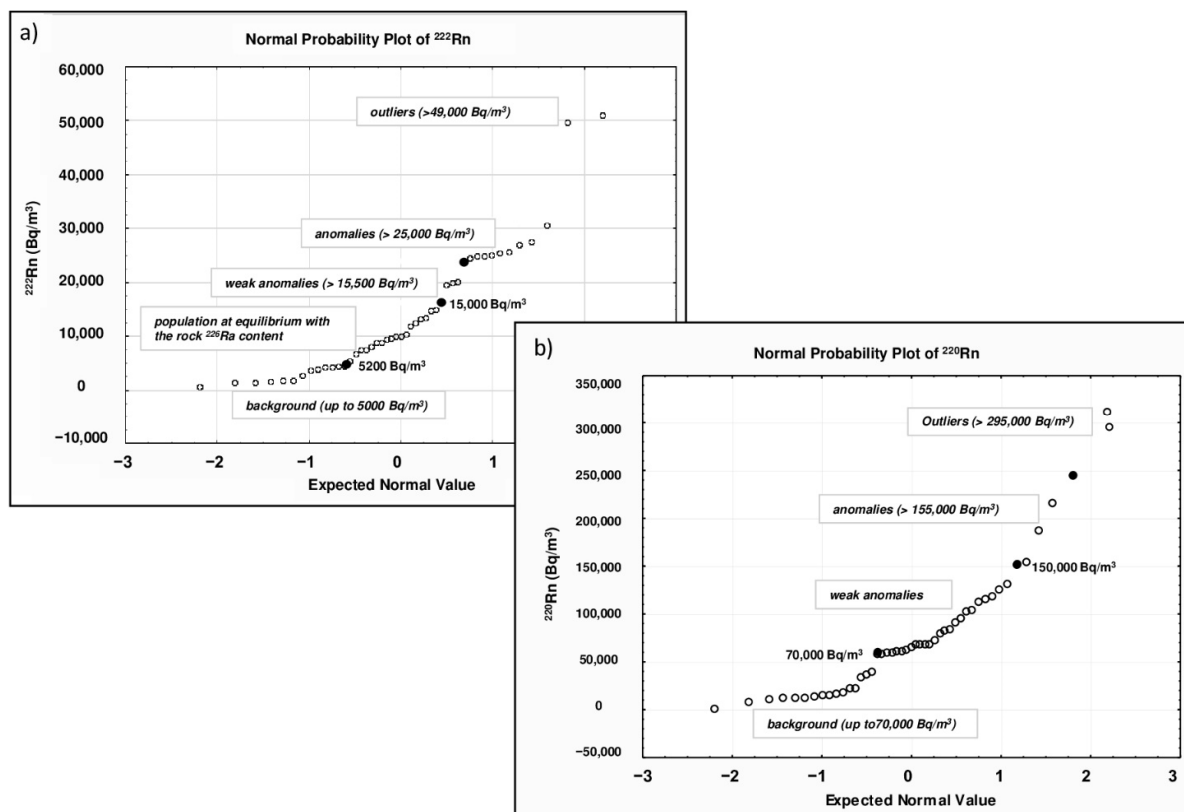 a)
Normal Probability Plot of ²²²Rn
60,000
50,000
40,000
30,000
20,000
10,000
0
−10,000
²²²Rn (Bq/m³)
outliers (>49,000 Bq/m³)
anomalies (> 25,000 Bq/m³)
weak anomalies (> 15,500 Bq/m³)
15,000 Bq/m³
population at equilibrium with
the rock ²²⁶Ra content
5200 Bq/m³
background (up to 5000 Bq/m³)
−3
−2
−1
0
1
Expected Normal Value
b)
Normal Probability Plot of ²²⁰Rn
350,000
300,000
250,000
200,000
150,000
100,000
50,000
0
−50,000
²²⁰Rn (Bq/m³)
Outliers (> 295,000 Bq/m³)
anomalies (> 155,000 Bq/m³)
150,000 Bq/m³
weak anomalies
70,000 Bq/m³
background (up to70,000 Bq/m³)
−3
−2
−1
0
1
2
3
Expected Normal Value